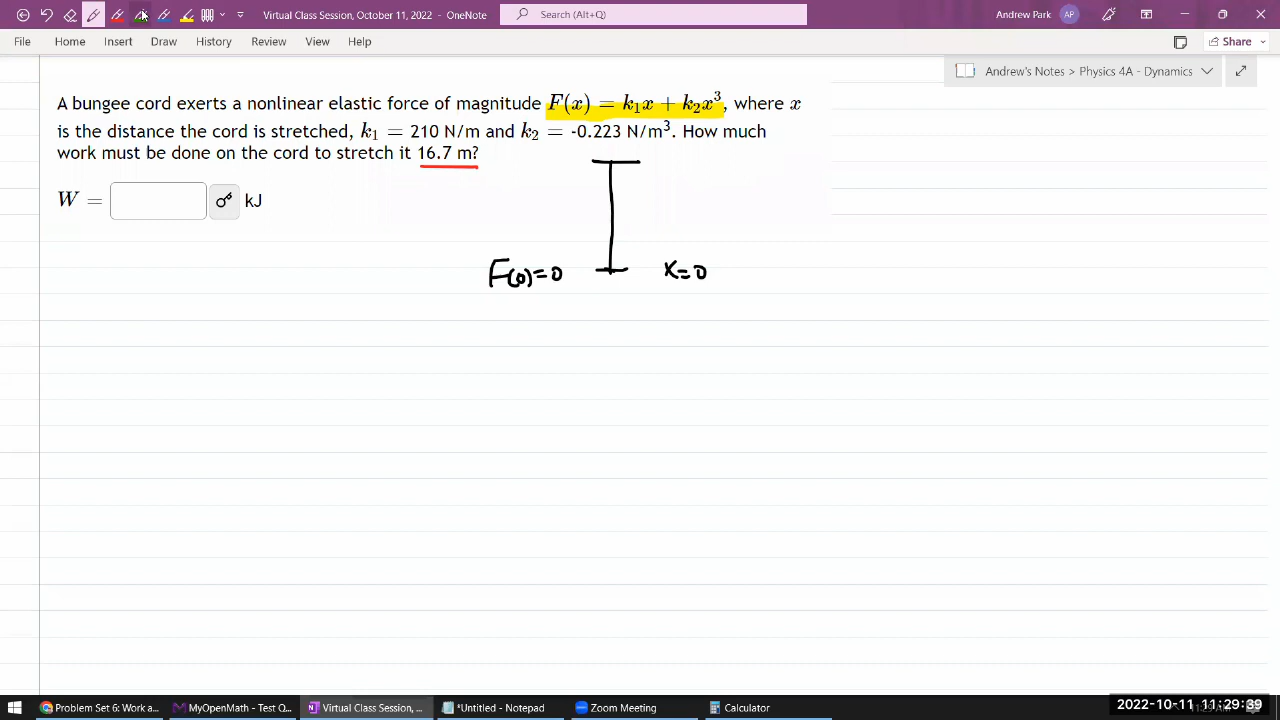 Virtual Class Session, October 11, 2022 - OneNote
Search (Alt+Q)
Andrew Park AP
File Home Insert Draw History Review View Help Share
Andrew's Notes > Physics 4A - Dynamics
A bungee cord exerts a nonlinear elastic force of magnitude F(x) = k₁x + k₂x³, where x
is the distance the cord is stretched, k₁ = 210 N/m and k₂ = -0.223 N/m³. How much
work must be done on the cord to stretch it 16.7 m?
W = kJ
F(0)=0 x=0
Problem Set 6: Work a... MyOpenMath - Test Q... Virtual Class Session, ... *Untitled - Notepad Zoom Meeting Calculator
2022-10-11 11:29:39